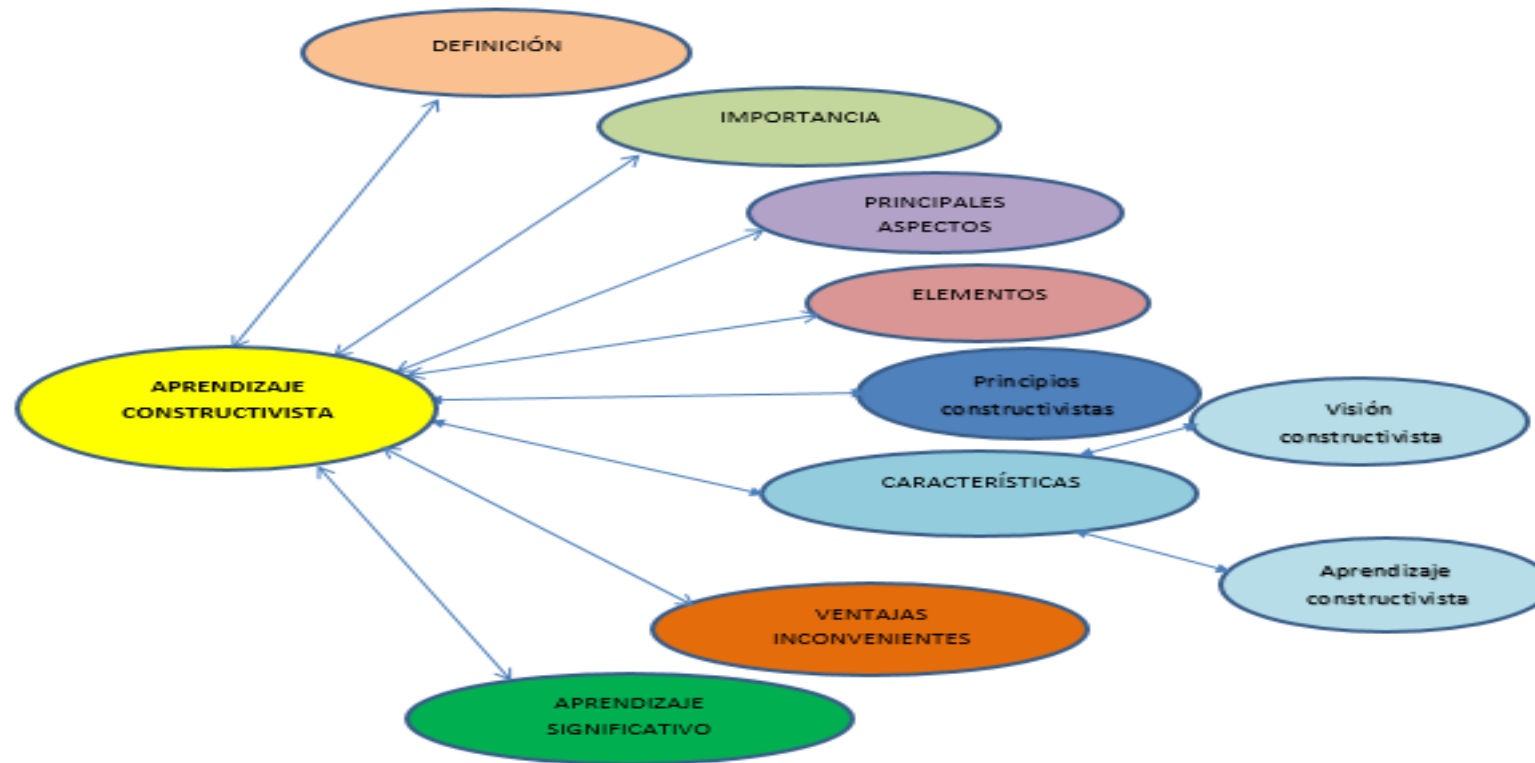 DEFINICIÓN
IMPORTANCIA
PRINCIPALES
ASPECTOS
ELEMENTOS
APRENDIZAJE
CONSTRUCTIVISTA
Principios
constructivistas
Visión
constructivista
CARACTERÍSTICAS
Aprendizaje
constructivista
VENTAJAS
INCONVENIENTES
APRENDIZAJE
SIGNIFICATIVO